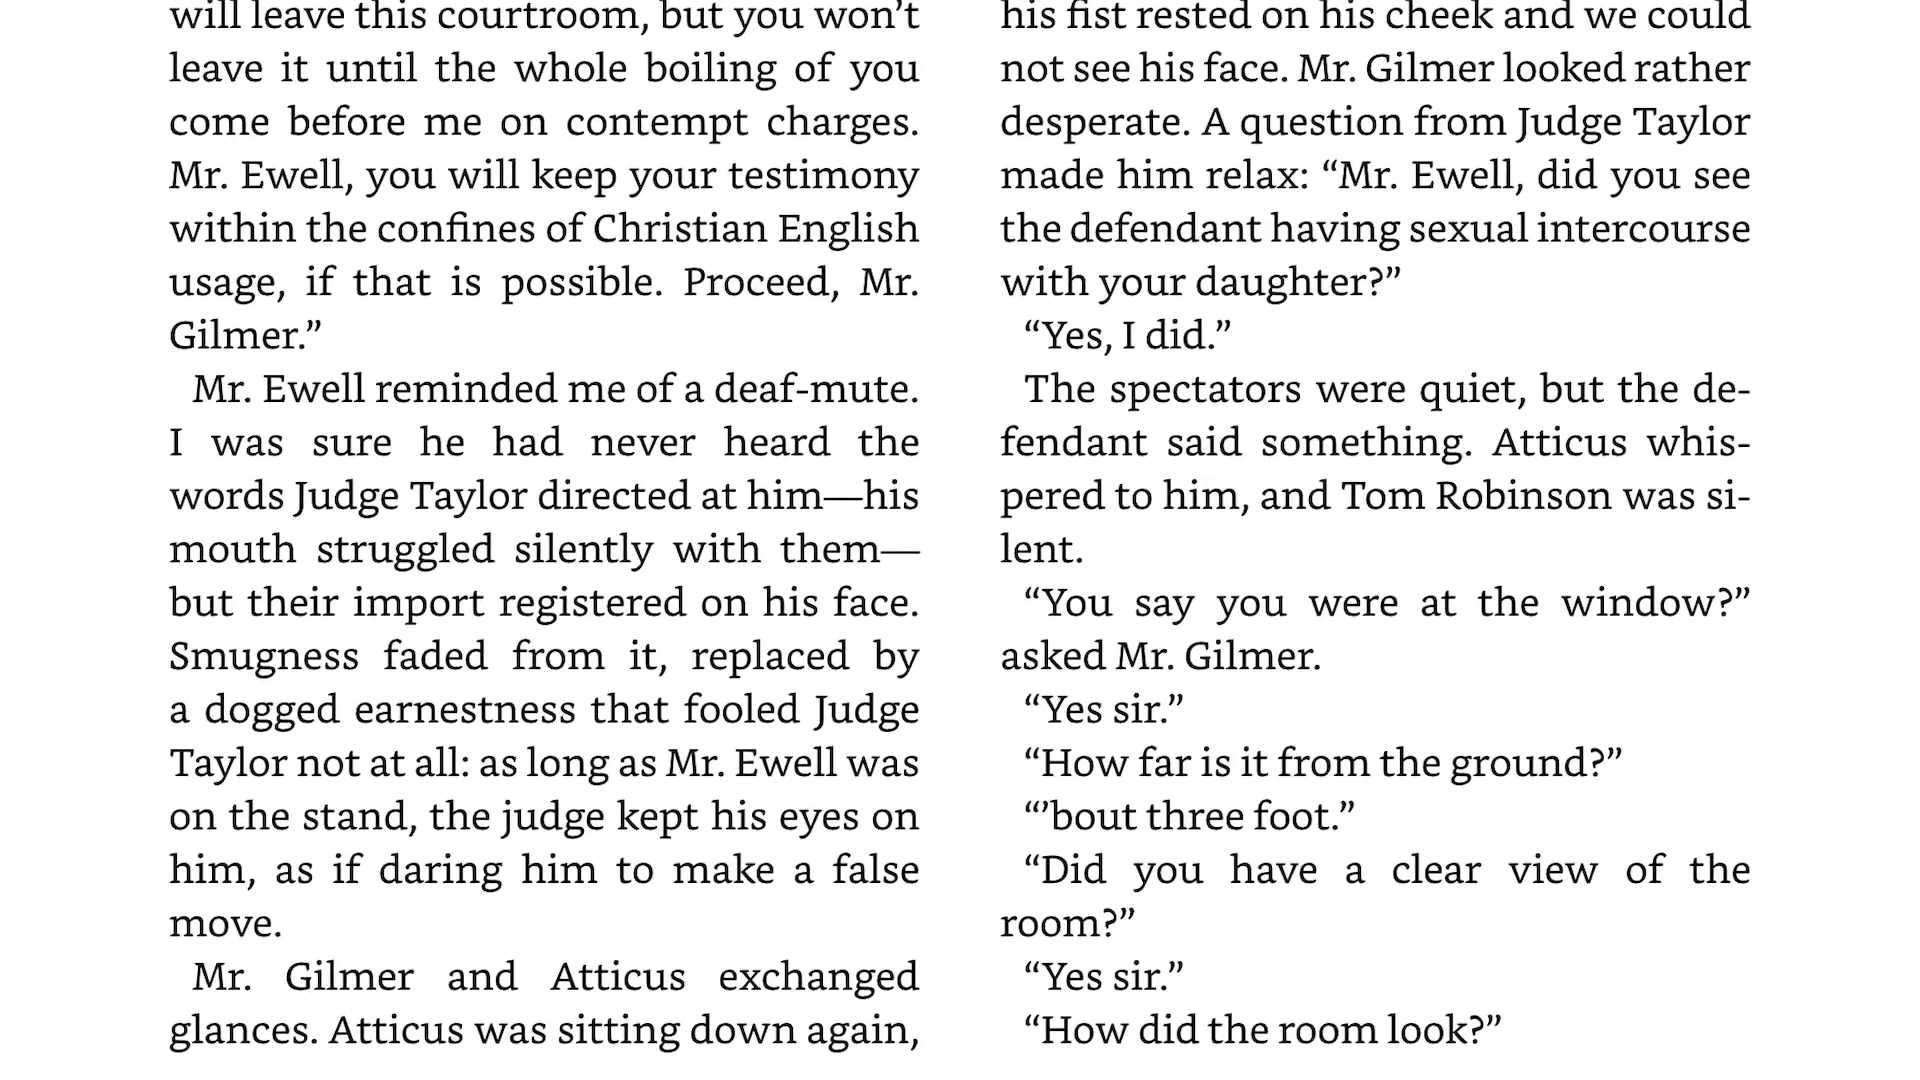 will leave this courtroom, but you won’t
leave it until the whole boiling of you
come before me on contempt charges.
Mr. Ewell, you will keep your testimony
within the confines of Christian English
usage, if that is possible. Proceed, Mr.
Gilmer.”
Mr. Ewell reminded me of a deaf-mute.
I was sure he had never heard the
words Judge Taylor directed at him—his
mouth struggled silently with them—
but their import registered on his face.
Smugness faded from it, replaced by
a dogged earnestness that fooled Judge
Taylor not at all: as long as Mr. Ewell was
on the stand, the judge kept his eyes on
him, as if daring him to make a false
move.
Mr. Gilmer and Atticus exchanged
glances. Atticus was sitting down again,
his fist rested on his cheek and we could
not see his face. Mr. Gilmer looked rather
desperate. A question from Judge Taylor
made him relax: “Mr. Ewell, did you see
the defendant having sexual intercourse
with your daughter?”
“Yes, I did.”
The spectators were quiet, but the de-
fendant said something. Atticus whis-
pered to him, and Tom Robinson was si-
lent.
“You say you were at the window?”
asked Mr. Gilmer.
“Yes sir.”
“How far is it from the ground?”
“’bout three foot.”
“Did you have a clear view of the
room?”
“Yes sir.”
“How did the room look?”